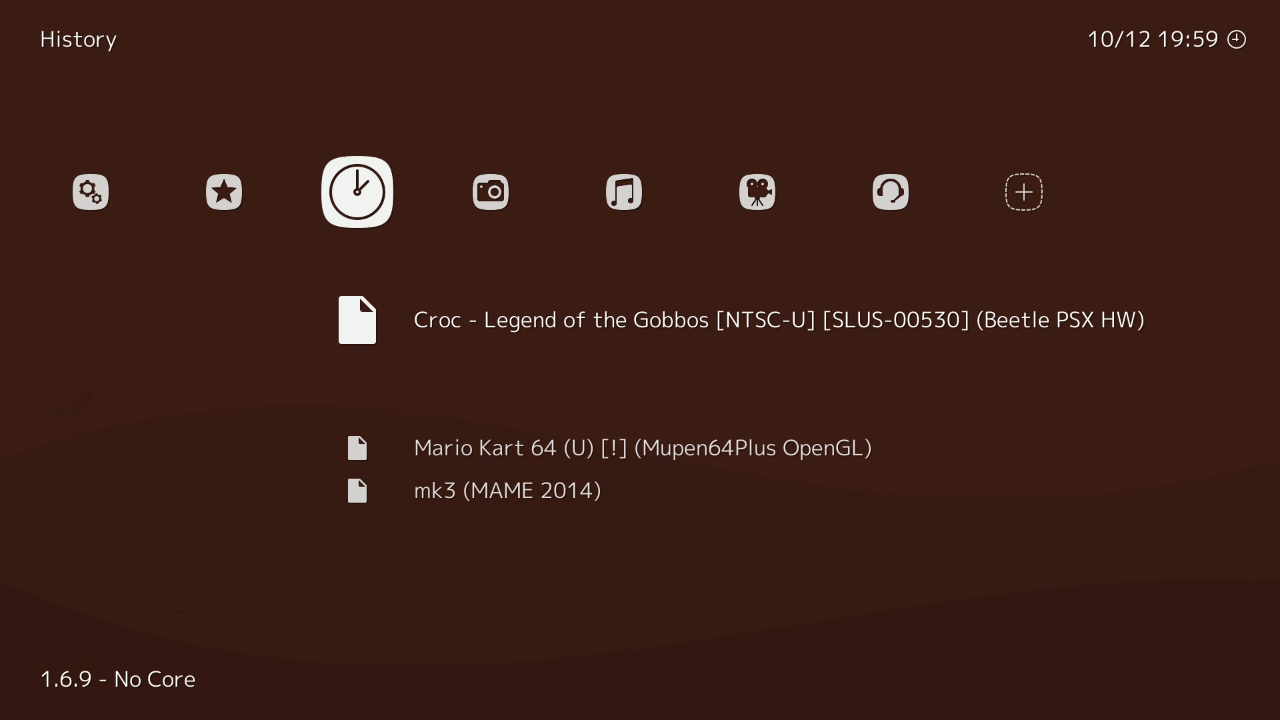 History
10/12 19:59
Croc - Legend of the Gobbos [NTSC-U] [SLUS-00530] (Beetle PSX HW)
Mario Kart 64 (U) [!] (Mupen64Plus OpenGL)
mk3 (MAME 2014)
1.6.9 - No Core